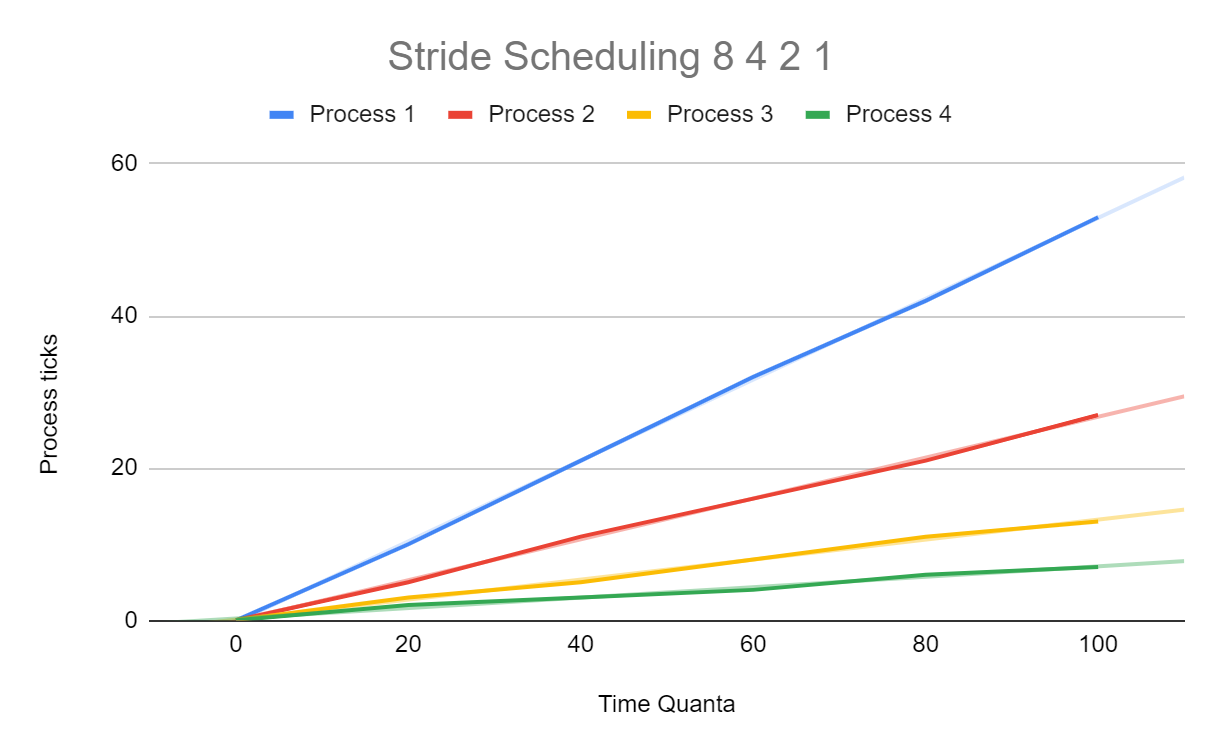 Stride Scheduling 8 4 2 1
Process 1 Process 2 Process 3 Process 4
60
40
20
0
Process ticks
0 20 40 60 80 100
Time Quanta